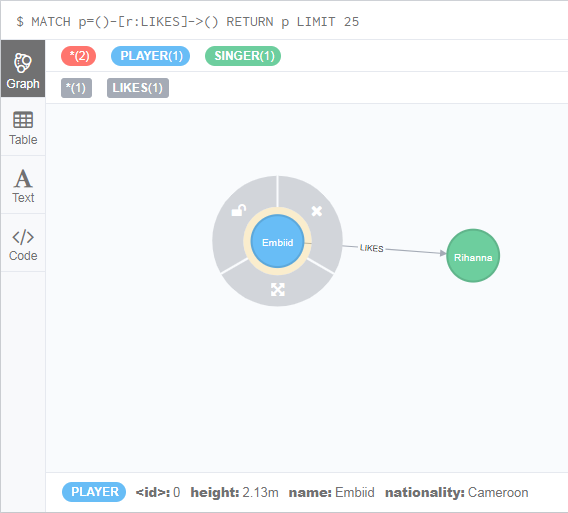 $ MATCH p=()-[r:LIKES]->() RETURN p LIMIT 25
Graph
*(2) PLAYER(1) SINGER(1)
*(1) LIKES(1)
Table
Text
Code
Embiid
LIKES
Rihanna
PLAYER <id>: 0 height: 2.13m name: Embiid nationality: Cameroon